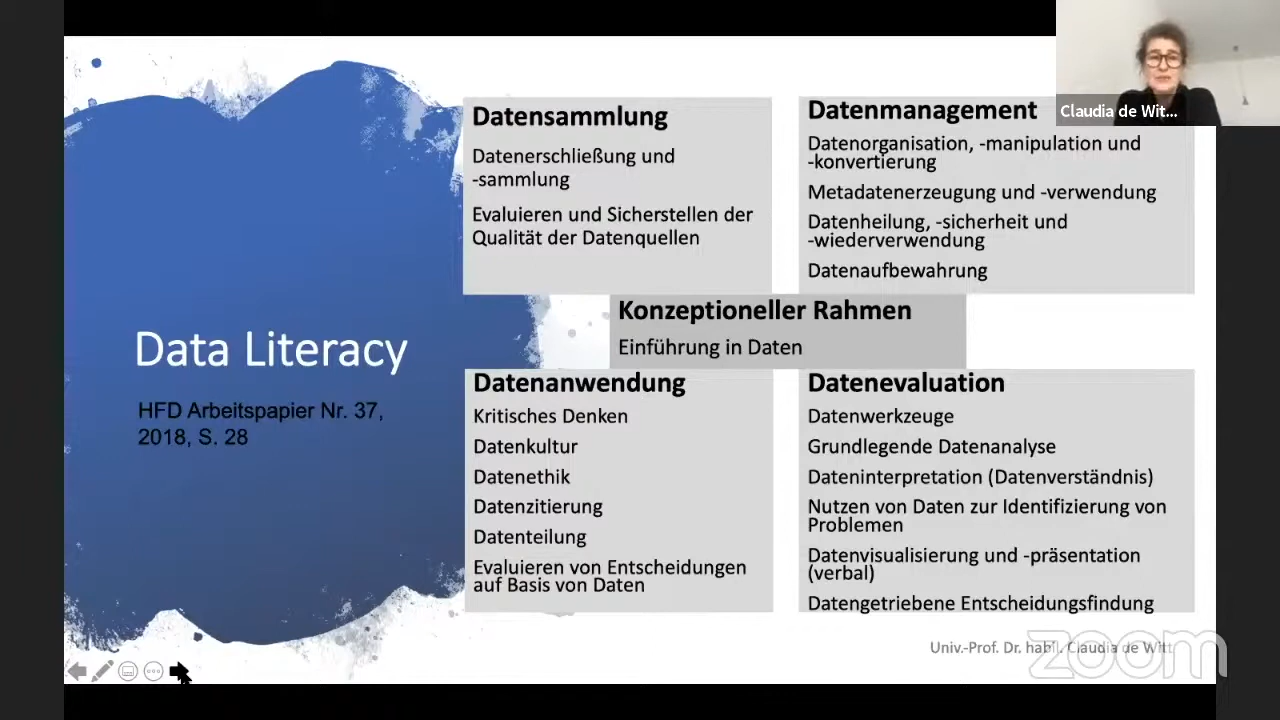 Claudia de Wit...
Data Literacy
HFD Arbeitspapier Nr. 37,
2018, S. 28
Datensammlung
Datenerschließung und
-sammlung
Evaluieren und Sicherstellen der
Qualität der Datenquellen
Datenmanagement
Datenorganisation, -manipulation und
-konvertierung
Metadatenerzeugung und -verwendung
Datenheilung, -sicherheit und
-wiederverwendung
Datenaufbewahrung
Konzeptioneller Rahmen
Einführung in Daten
Datenanwendung
Kritisches Denken
Datenkultur
Datenethik
Datenzitierung
Datenteilung
Evaluieren von Entscheidungen
auf Basis von Daten
Datenevaluation
Datenwerkzeuge
Grundlegende Datenanalyse
Dateninterpretation (Datenverständnis)
Nutzen von Daten zur Identifizierung von
Problemen
Datenvisualisierung und -präsentation
(verbal)
Datengetriebene Entscheidungsfindung
Univ.-Prof. Dr. habil. Claudia de Witt
zoom